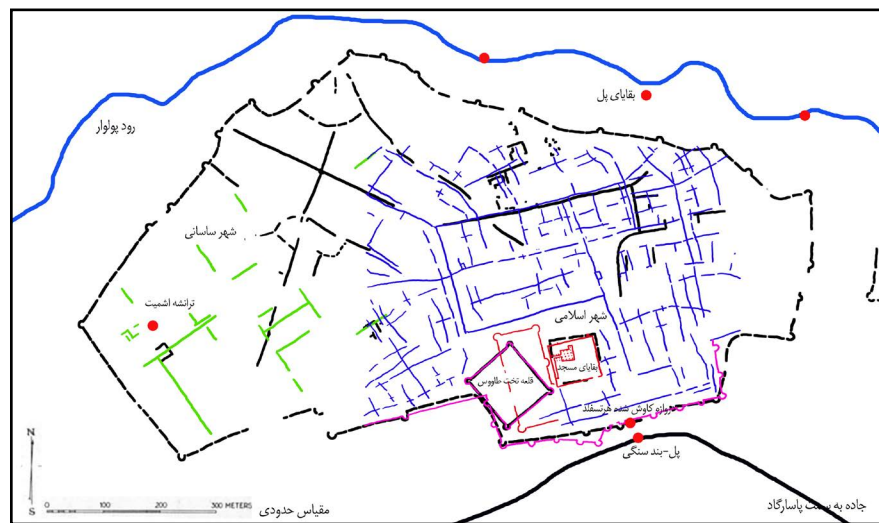 بقایای پل
رود پولوار
شهر ساسانی
ترانشه اشمیت
شهر اسلامی
بقایای مسجد
قلعه تخت طاووس
دروازه کاوش شده هرتسفلد
پل-بند سنگی
N
S
0 100 200 300 METERS
مقیاس حدودی
جاده به سمت پاسارگاد